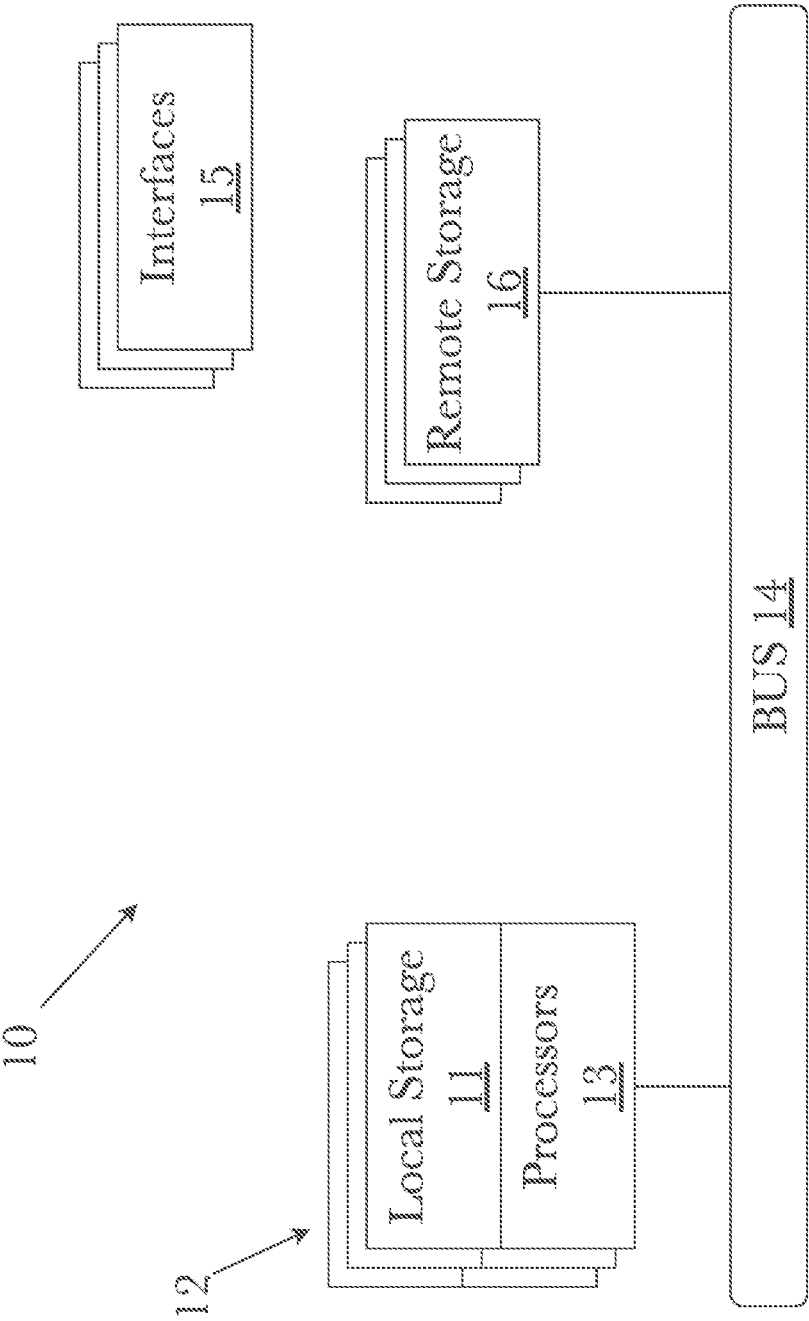 10
12
Local Storage
11
Processors
13
Interfaces
15
Remote Storage
16
BUS 14